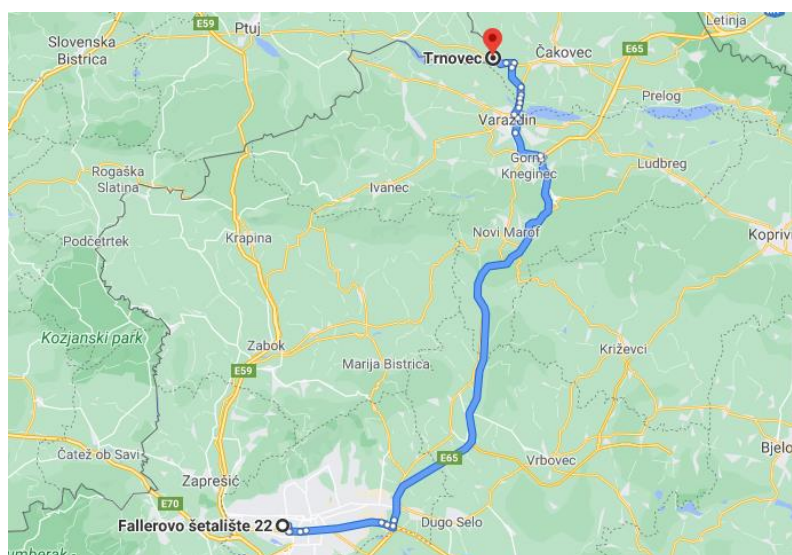 Letinja
E59
Ptuj
Slovenska
Bistrica
Trnovec
Čakovec
E65
Prelog
Varaždin
Gornji
Kneginec
Ludbreg
Rogaška
Slatina
Ivanec
Podčetrtek
Krapina
Novi Marof
Koprivi
Kozjanski park
Zabok
E59
Marija Bistrica
Križevci
Čatež ob Savi
Zaprešić
E65
Vrbovec
Bjelo
E70
Fallerovo šetalište 22
Dugo Selo
umberak